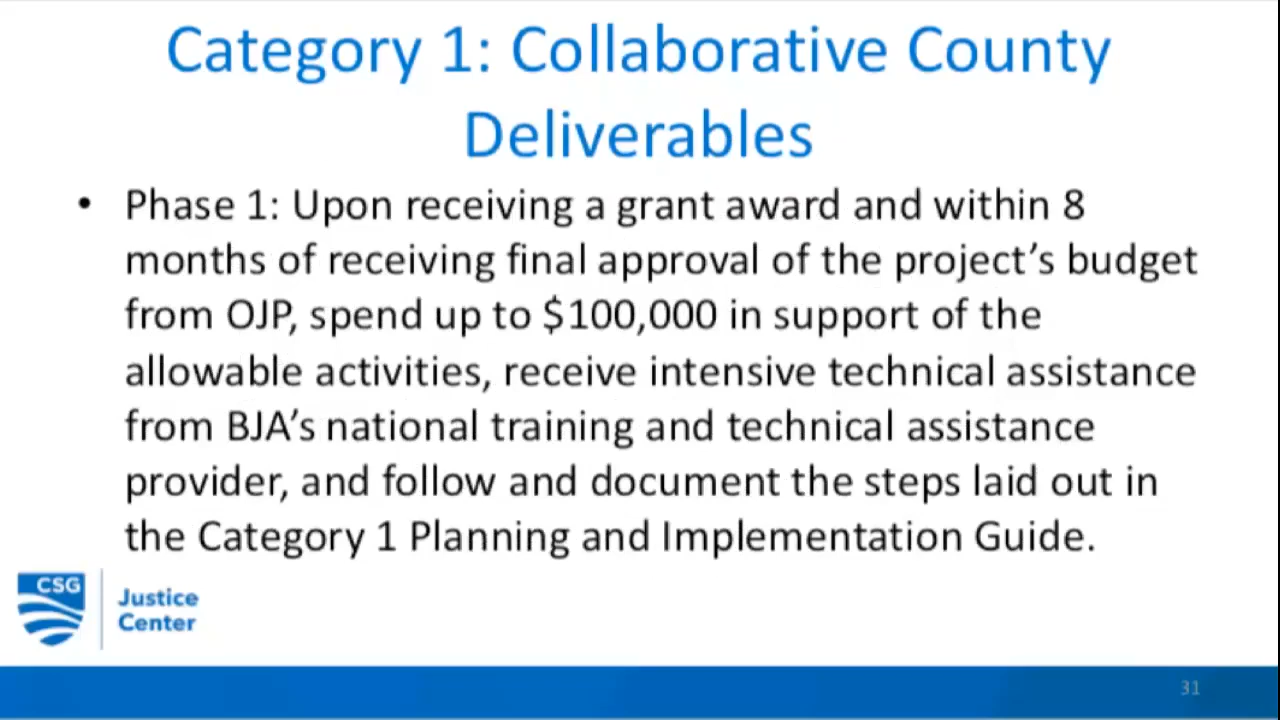 Category 1: Collaborative County
Deliverables
• Phase 1: Upon receiving a grant award and within 8
months of receiving final approval of the project’s budget
from OJP, spend up to $100,000 in support of the
allowable activities, receive intensive technical assistance
from BJA’s national training and technical assistance
provider, and follow and document the steps laid out in
the Category 1 Planning and Implementation Guide.
CSG
Justice
Center
31